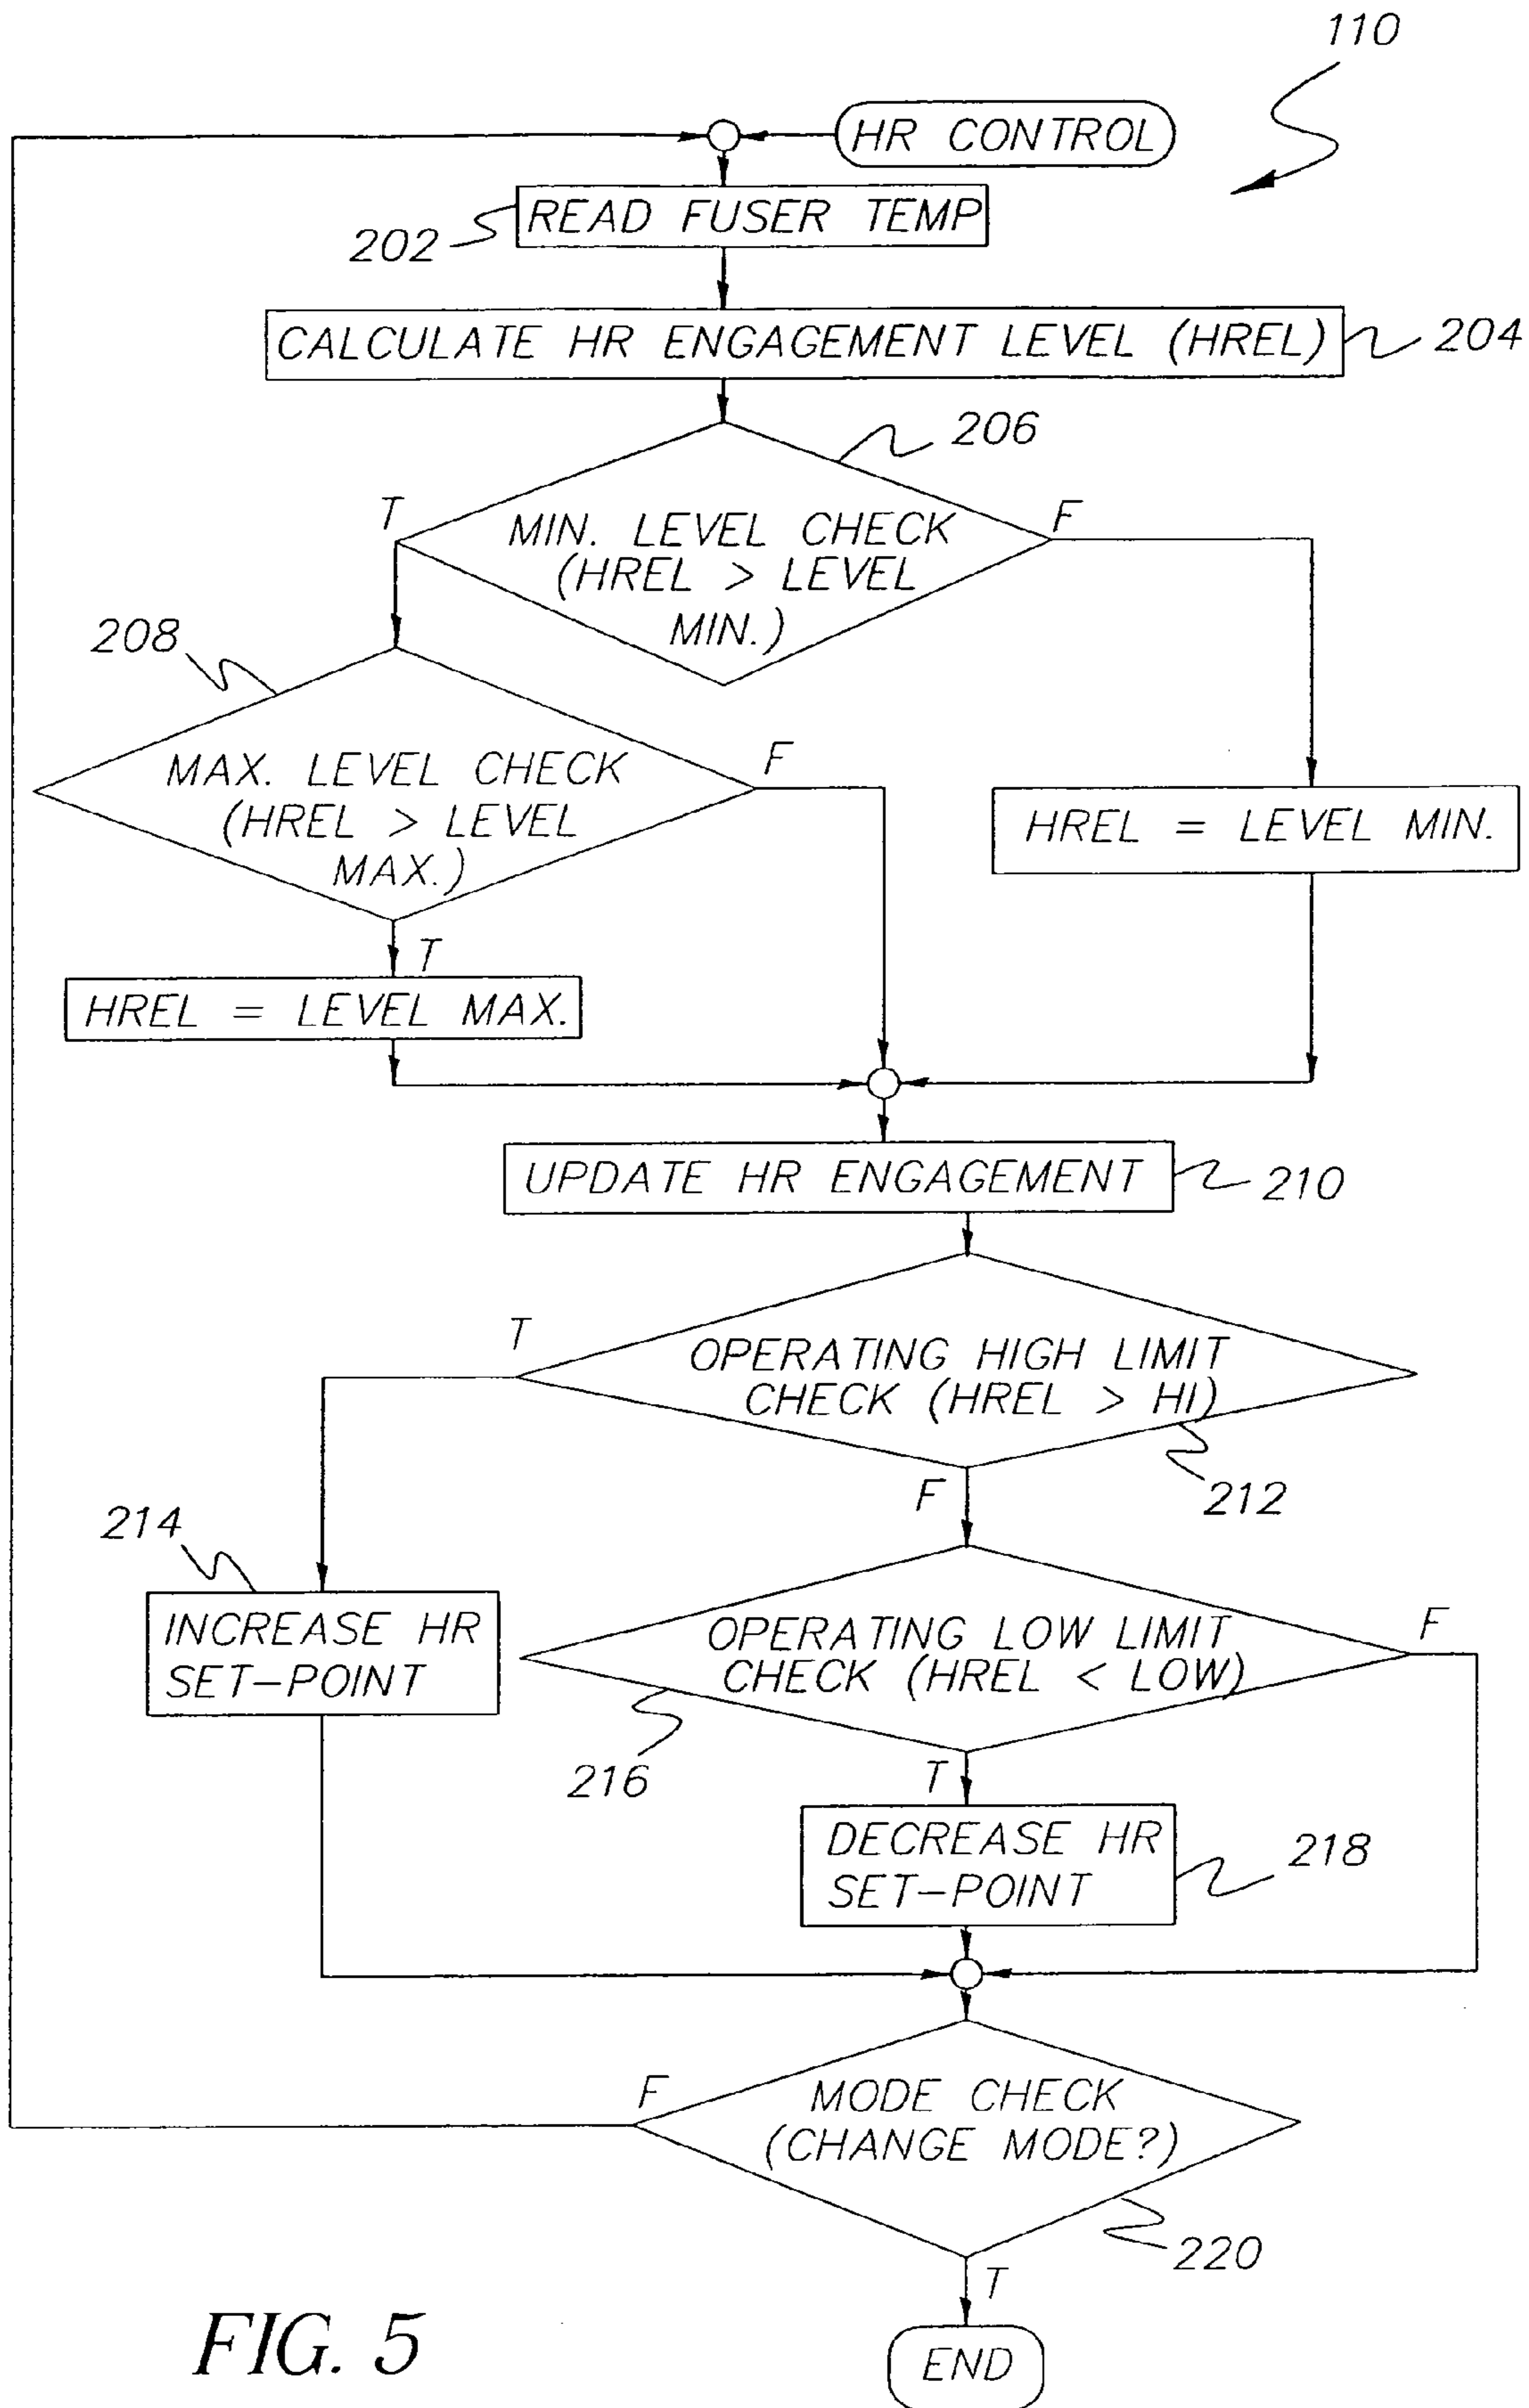 110
HR CONTROL
READ FUSER TEMP
202
CALCULATE HR ENGAGEMENT LEVEL (HREL)
204
206
T
MIN. LEVEL CHECK
(HREL > LEVEL
MIN.)
F
208
MAX. LEVEL CHECK
(HREL > LEVEL
MAX.)
F
HREL = LEVEL MIN.
T
HREL = LEVEL MAX.
UPDATE HR ENGAGEMENT
210
T
OPERATING HIGH LIMIT
CHECK (HREL > HI)
F
212
214
INCREASE HR
SET-POINT
OPERATING LOW LIMIT
CHECK (HREL < LOW)
F
216
T
DECREASE HR
SET-POINT
218
F
MODE CHECK
(CHANGE MODE?)
220
T
END
FIG. 5